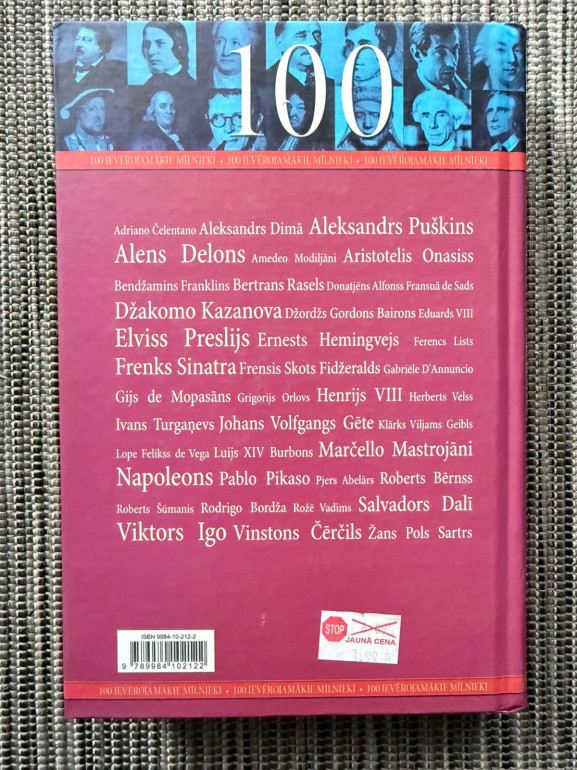 100
100 IEVĒROJAMĀKIE MĪLNIEKI • 100 IEVĒROJAMĀKIE MĪLNIEKI • 100 IEVĒROJAMĀKIE MĪLNIEKI
Adriano Čelentano Aleksandrs Dimā Aleksandrs Puškins
Alens Delons Amedeo Modiljāni Aristotelis Onasiss
Bendžamins Franklins Bertrans Rasels Donatjēns Alfonss Fransuā de Sads
Džakomo Kazanova Džordžs Gordons Bairons Eduards VIII
Elviss Preslijs Ernests Hemingvejs Ferencs Lists
Frenks Sinatra Frensis Skots Fidžeralds Gabriēle D'Annuncio
Gijs de Mopasāns Grigorijs Orlovs Henrijs VIII Herberts Velss
Ivans Turgaņevs Johans Volfgangs Gēte Klārks Viljams Geibls
Lope Felikss de Vega Luijs XIV Burbons Marčello Mastrojāni
Napoleons Pablo Pikaso Pjers Abelārs Roberts Bērnss
Roberts Šūmanis Rodrigo Bordža Rožē Vadims Salvadors Dalī
Viktors Igo Vinstons Čērčils Žans Pols Sartrs
ISBN 9984-10-212-2
9 789984 102122
STOP
JAUNĀ CENA
3,99
100 IEVĒROJAMĀKIE MĪLNIEKI • 100 IEVĒROJAMĀKIE MĪLNIEKI • 100 IEVĒROJAMĀKIE MĪLNIEKI